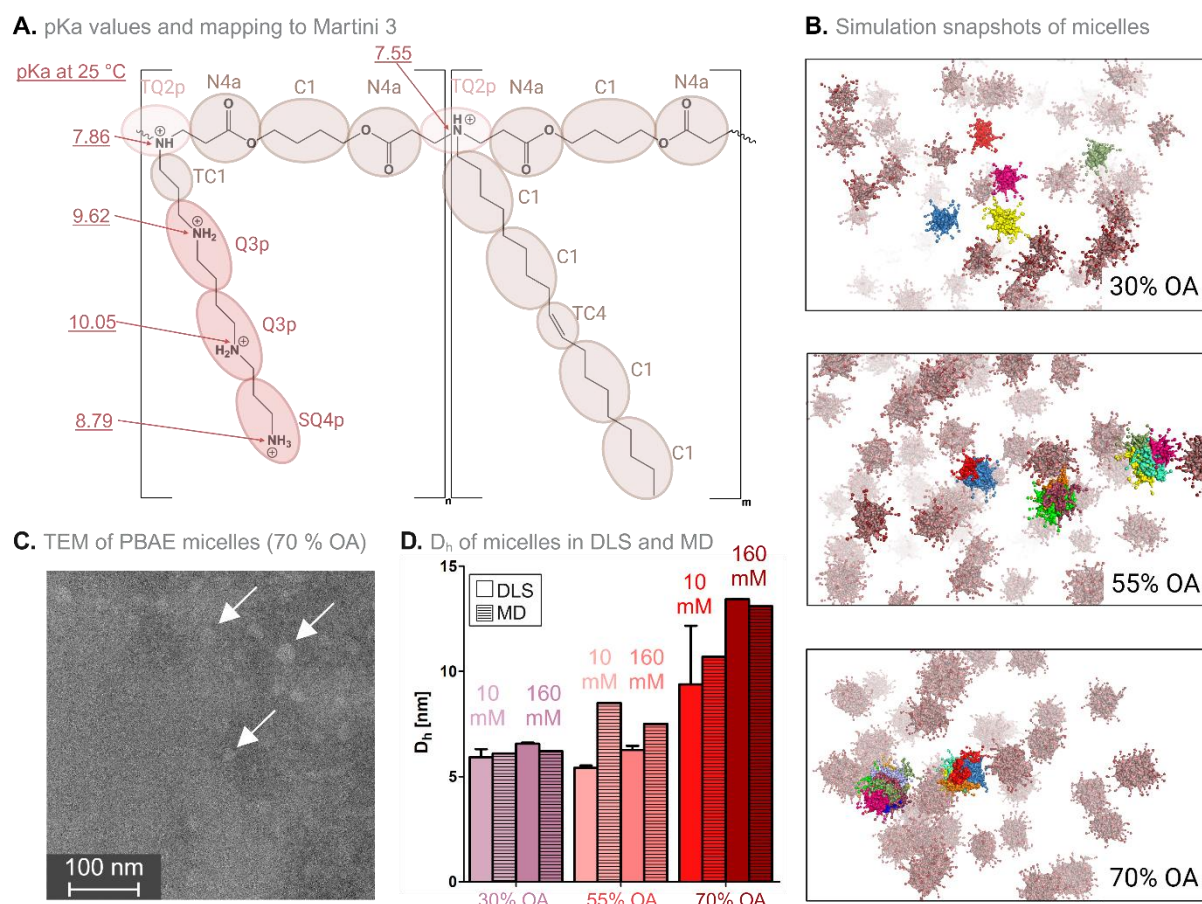 A. pKa values and mapping to Martini 3
pKa at 25 °C
7.55
TQ2p
N4a
C1
N4a
TQ2p
N4a
C1
N4a
O
O
O
O
O
O
O
O
H
N
⊕
⊕
NH
7.86
TC1
C1
9.62
⊕
NH2
Q3p
C1
TC4
10.05
⊕
H2N
Q3p
C1
8.79
NH3
⊕
SQ4p
C1
n
m
B. Simulation snapshots of micelles
30% OA
55% OA
70% OA
C. TEM of PBAE micelles (70 % OA)
100 nm
D. Dh of micelles in DLS and MD
15
10
5
0
Dh [nm]
DLS
MD
10 mM
160 mM
10 mM
160 mM
10 mM
160 mM
30% OA
55% OA
70% OA